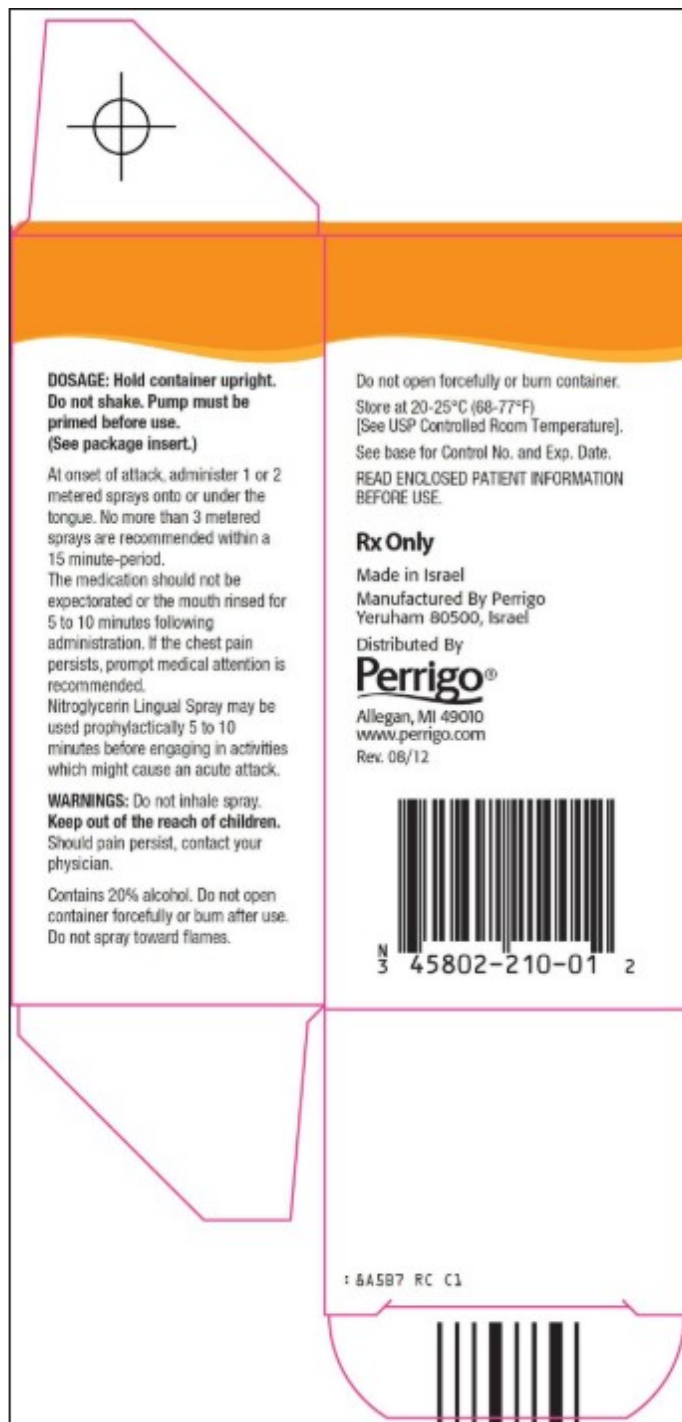 DOSAGE: Hold container upright.
Do not shake. Pump must be
primed before use.
(See package insert.)
At onset of attack, administer 1 or 2
metered sprays onto or under the
tongue. No more than 3 metered
sprays are recommended within a
15 minute-period.
The medication should not be
expectorated or the mouth rinsed for
5 to 10 minutes following
administration. If the chest pain
persists, prompt medical attention is
recommended.
Nitroglycerin Lingual Spray may be
used prophylactically 5 to 10
minutes before engaging in activities
which might cause an acute attack.
WARNINGS: Do not inhale spray.
Keep out of the reach of children.
Should pain persist, contact your
physician.
Contains 20% alcohol. Do not open
container forcefully or burn after use.
Do not spray toward flames.
Do not open forcefully or burn container.
Store at 20-25°C (68-77°F)
[See USP Controlled Room Temperature].
See base for Control No. and Exp. Date.
READ ENCLOSED PATIENT INFORMATION
BEFORE USE.
Rx Only
Made in Israel
Manufactured By Perrigo
Yeruham 80500, Israel
Distributed By
Perrigo®
Allegan, MI 49010
www.perrigo.com
Rev. 08/12
N
3 45802-210-01 2
: &A5B7 RC C1